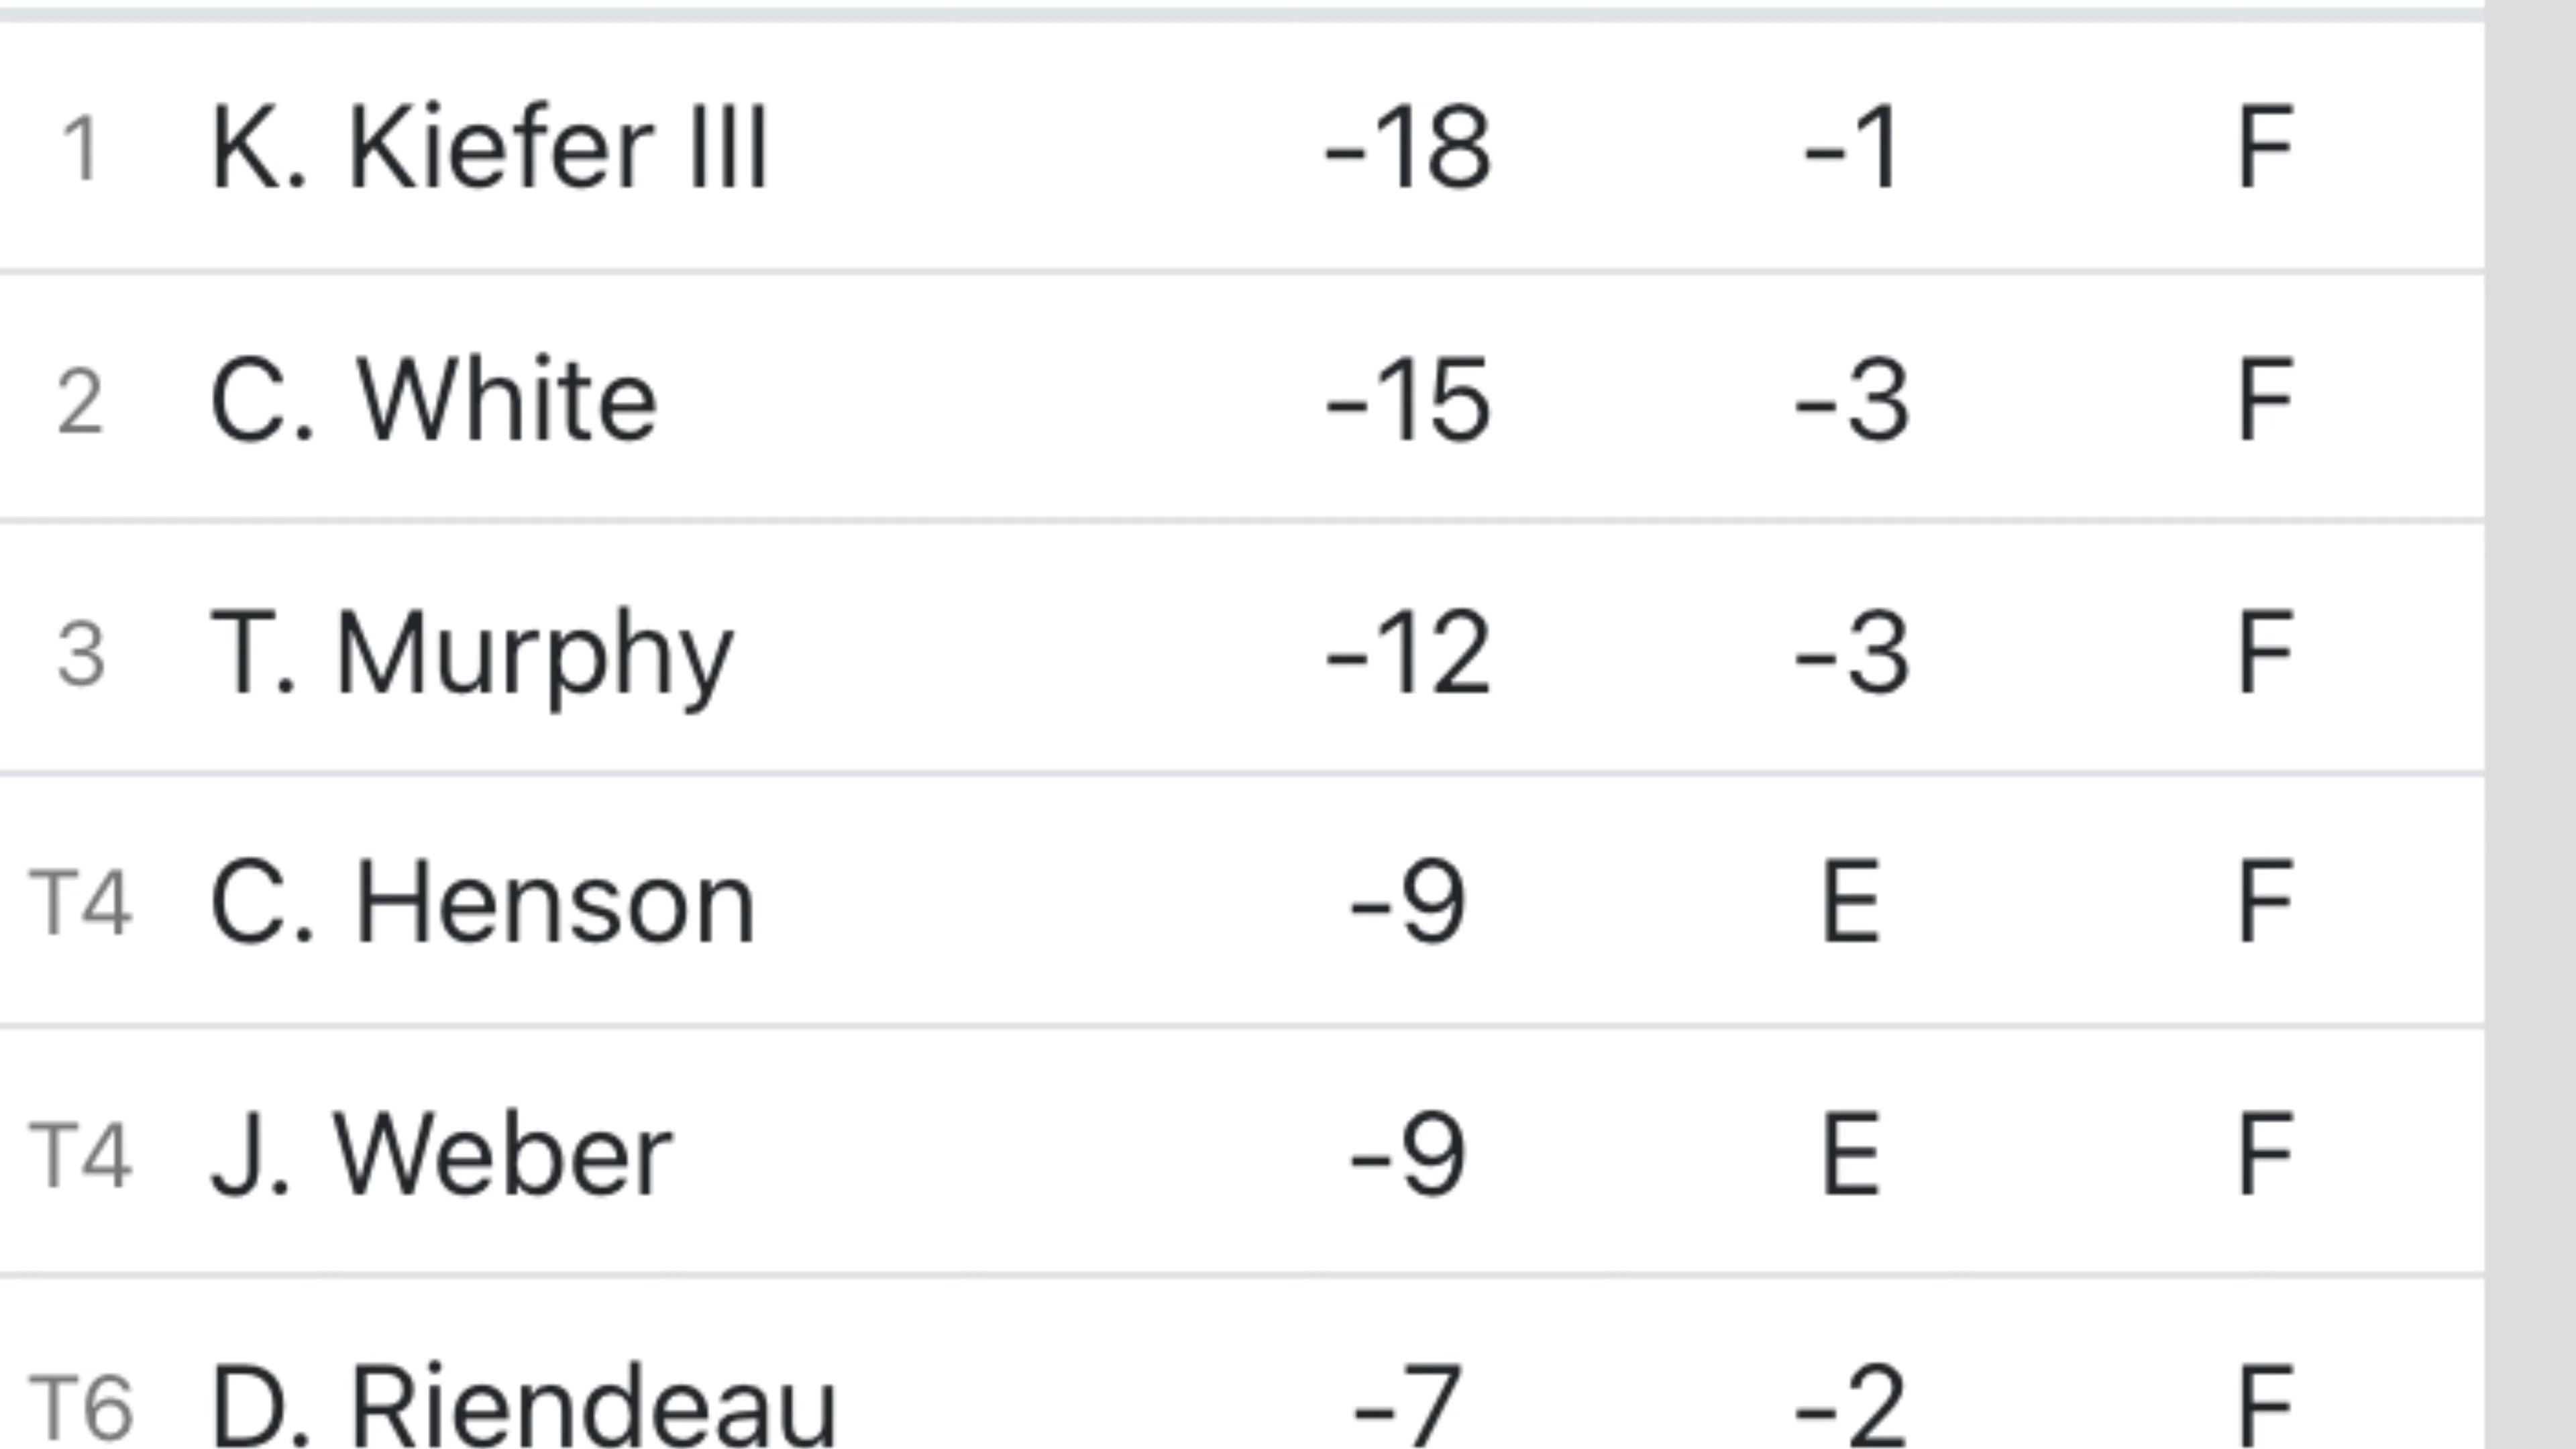 1 K. Kiefer III -18 -1 F
2 C. White -15 -3 F
3 T. Murphy -12 -3 F
T4 C. Henson -9 E F
T4 J. Weber -9 E F
T6 D. Riendeau -7 -2 F